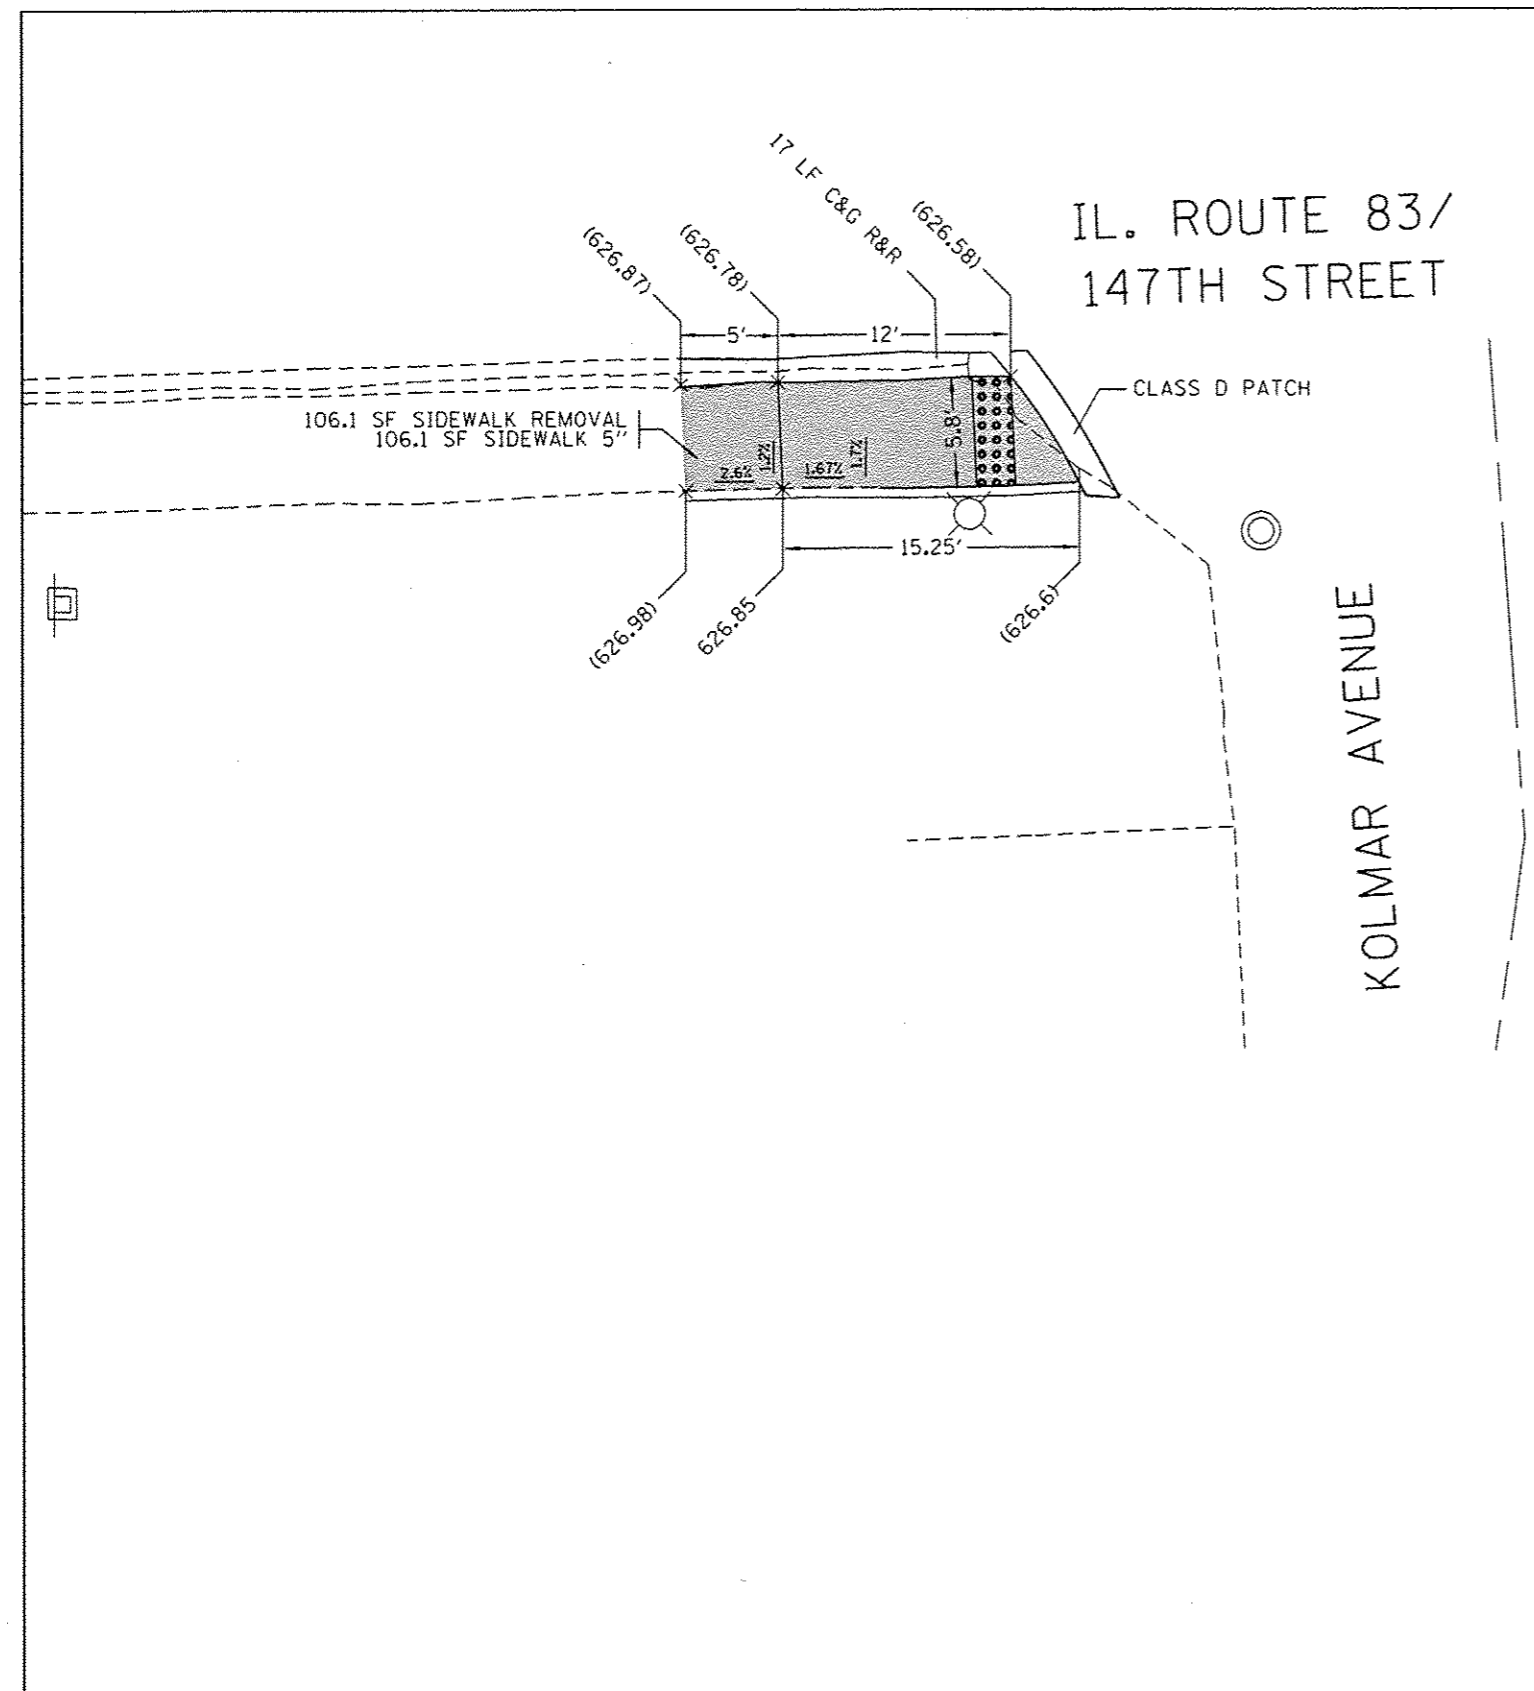 IL. ROUTE 83/
147TH STREET
17 LF C&G R&R
(626.87)
(626.78)
(626.58)
5'
12'
CLASS D PATCH
106.1 SF SIDEWALK REMOVAL
106.1 SF SIDEWALK 5"
5.8'
2.6%
1.2%
1.67%
1.7%
15.25'
(626.98)
626.85
(626.6)
KOLMAR AVENUE